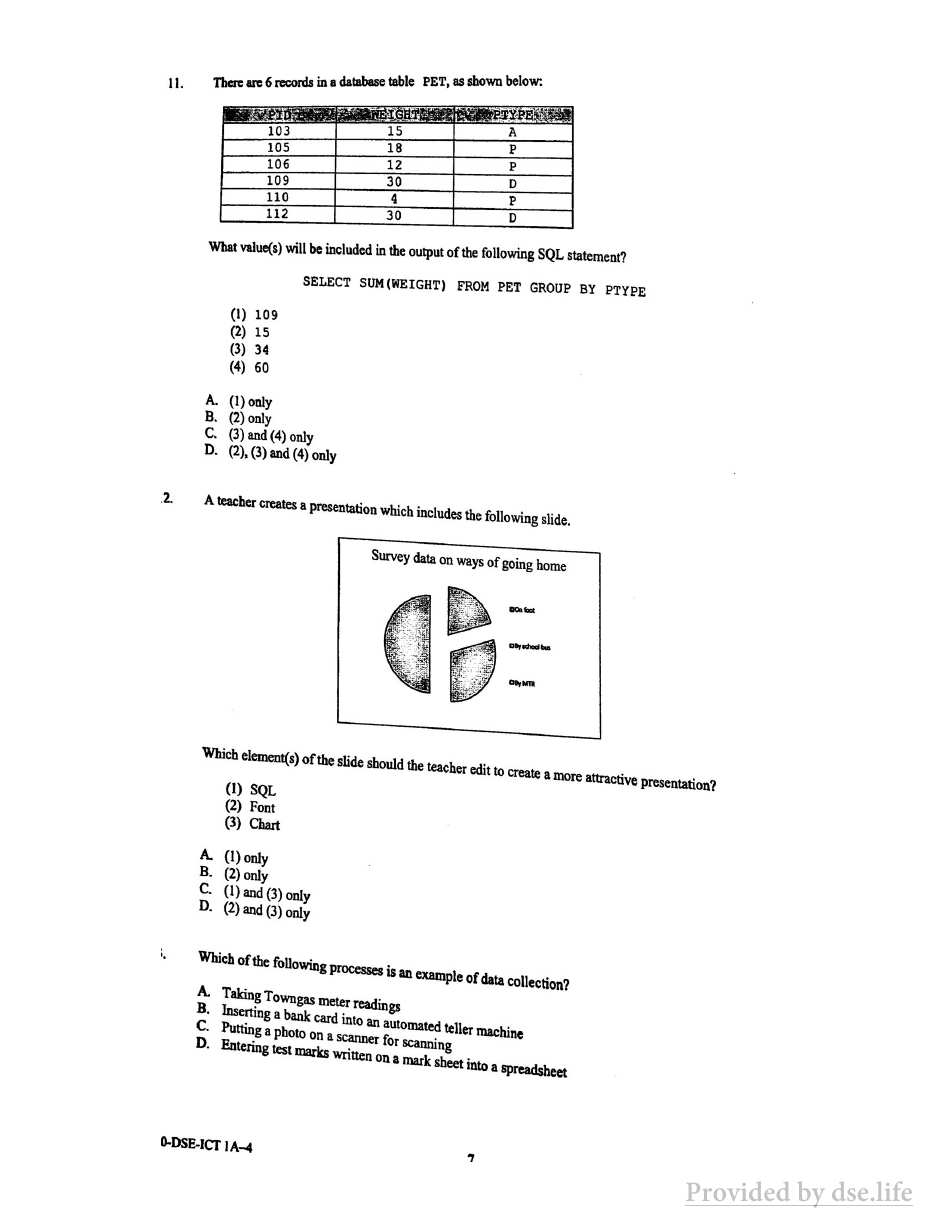 11. There are 6 records in a database table PET, as shown below:
PID WEIGHT PTYPE
103 15 A
105 18 P
106 12 P
109 30 D
110 4 P
112 30 D
What value(s) will be included in the output of the following SQL statement?
SELECT SUM(WEIGHT) FROM PET GROUP BY PTYPE
(1) 109
(2) 15
(3) 34
(4) 60
A. (1) only
B. (2) only
C. (3) and (4) only
D. (2), (3) and (4) only
2. A teacher creates a presentation which includes the following slide.
Survey data on ways of going home
On foot
By school bus
By MTR
Which element(s) of the slide should the teacher edit to create a more attractive presentation?
(1) SQL
(2) Font
(3) Chart
A. (1) only
B. (2) only
C. (1) and (3) only
D. (2) and (3) only
Which of the following processes is an example of data collection?
A. Taking Towngas meter readings
B. Inserting a bank card into an automated teller machine
C. Putting a photo on a scanner for scanning
D. Entering test marks written on a mark sheet into a spreadsheet
0-DSE-ICT 1A–4
7
Provided by dse.life